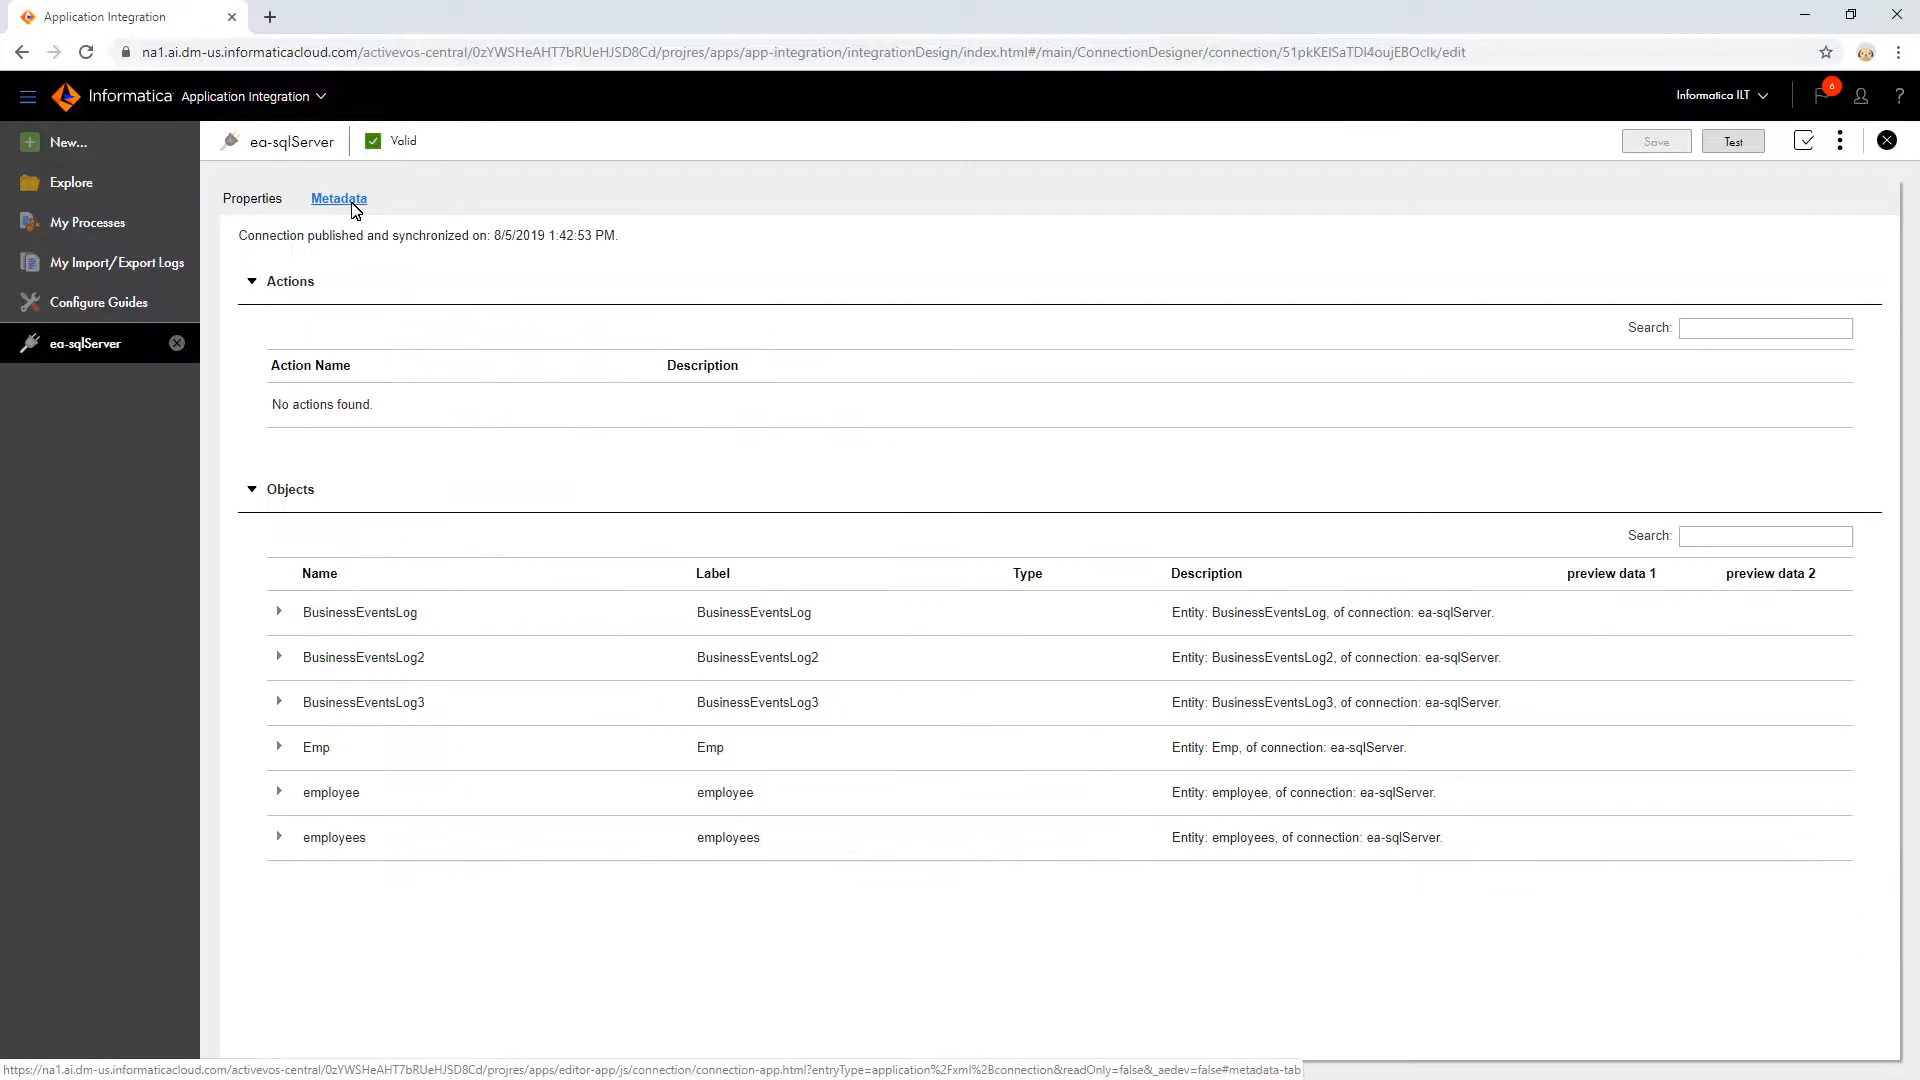 Application Integration
na1.ai.dm-us.informaticacloud.com/activevos-central/0zYWSHeAHT7bRUeHJSD8Cd/projres/apps/app-integration/integrationDesign/index.html#/main/ConnectionDesigner/connection/51pkKElSaTDl4oujEBOclk/edit
Informatica Application Integration
Informatica ILT
6
?
New...
Explore
My Processes
My Import/Export Logs
Configure Guides
ea-sqlServer
ea-sqlServer
Valid
Save
Test
Properties
Metadata
Connection published and synchronized on: 8/5/2019 1:42:53 PM.
Actions
Search:
Action Name Description
No actions found.
Objects
Search:
Name Label Type Description preview data 1 preview data 2
BusinessEventsLog BusinessEventsLog Entity: BusinessEventsLog, of connection: ea-sqlServer.
BusinessEventsLog2 BusinessEventsLog2 Entity: BusinessEventsLog2, of connection: ea-sqlServer.
BusinessEventsLog3 BusinessEventsLog3 Entity: BusinessEventsLog3, of connection: ea-sqlServer.
Emp Emp Entity: Emp, of connection: ea-sqlServer.
employee employee Entity: employee, of connection: ea-sqlServer.
employees employees Entity: employees, of connection: ea-sqlServer.
https://na1.ai.dm-us.informaticacloud.com/activevos-central/0zYWSHeAHT7bRUeHJSD8Cd/projres/apps/editor-app/js/connection/connection-app.html?entryType=application%2Fxml%2Bconnection&readOnly=false&_aedev=false#metadata-tab